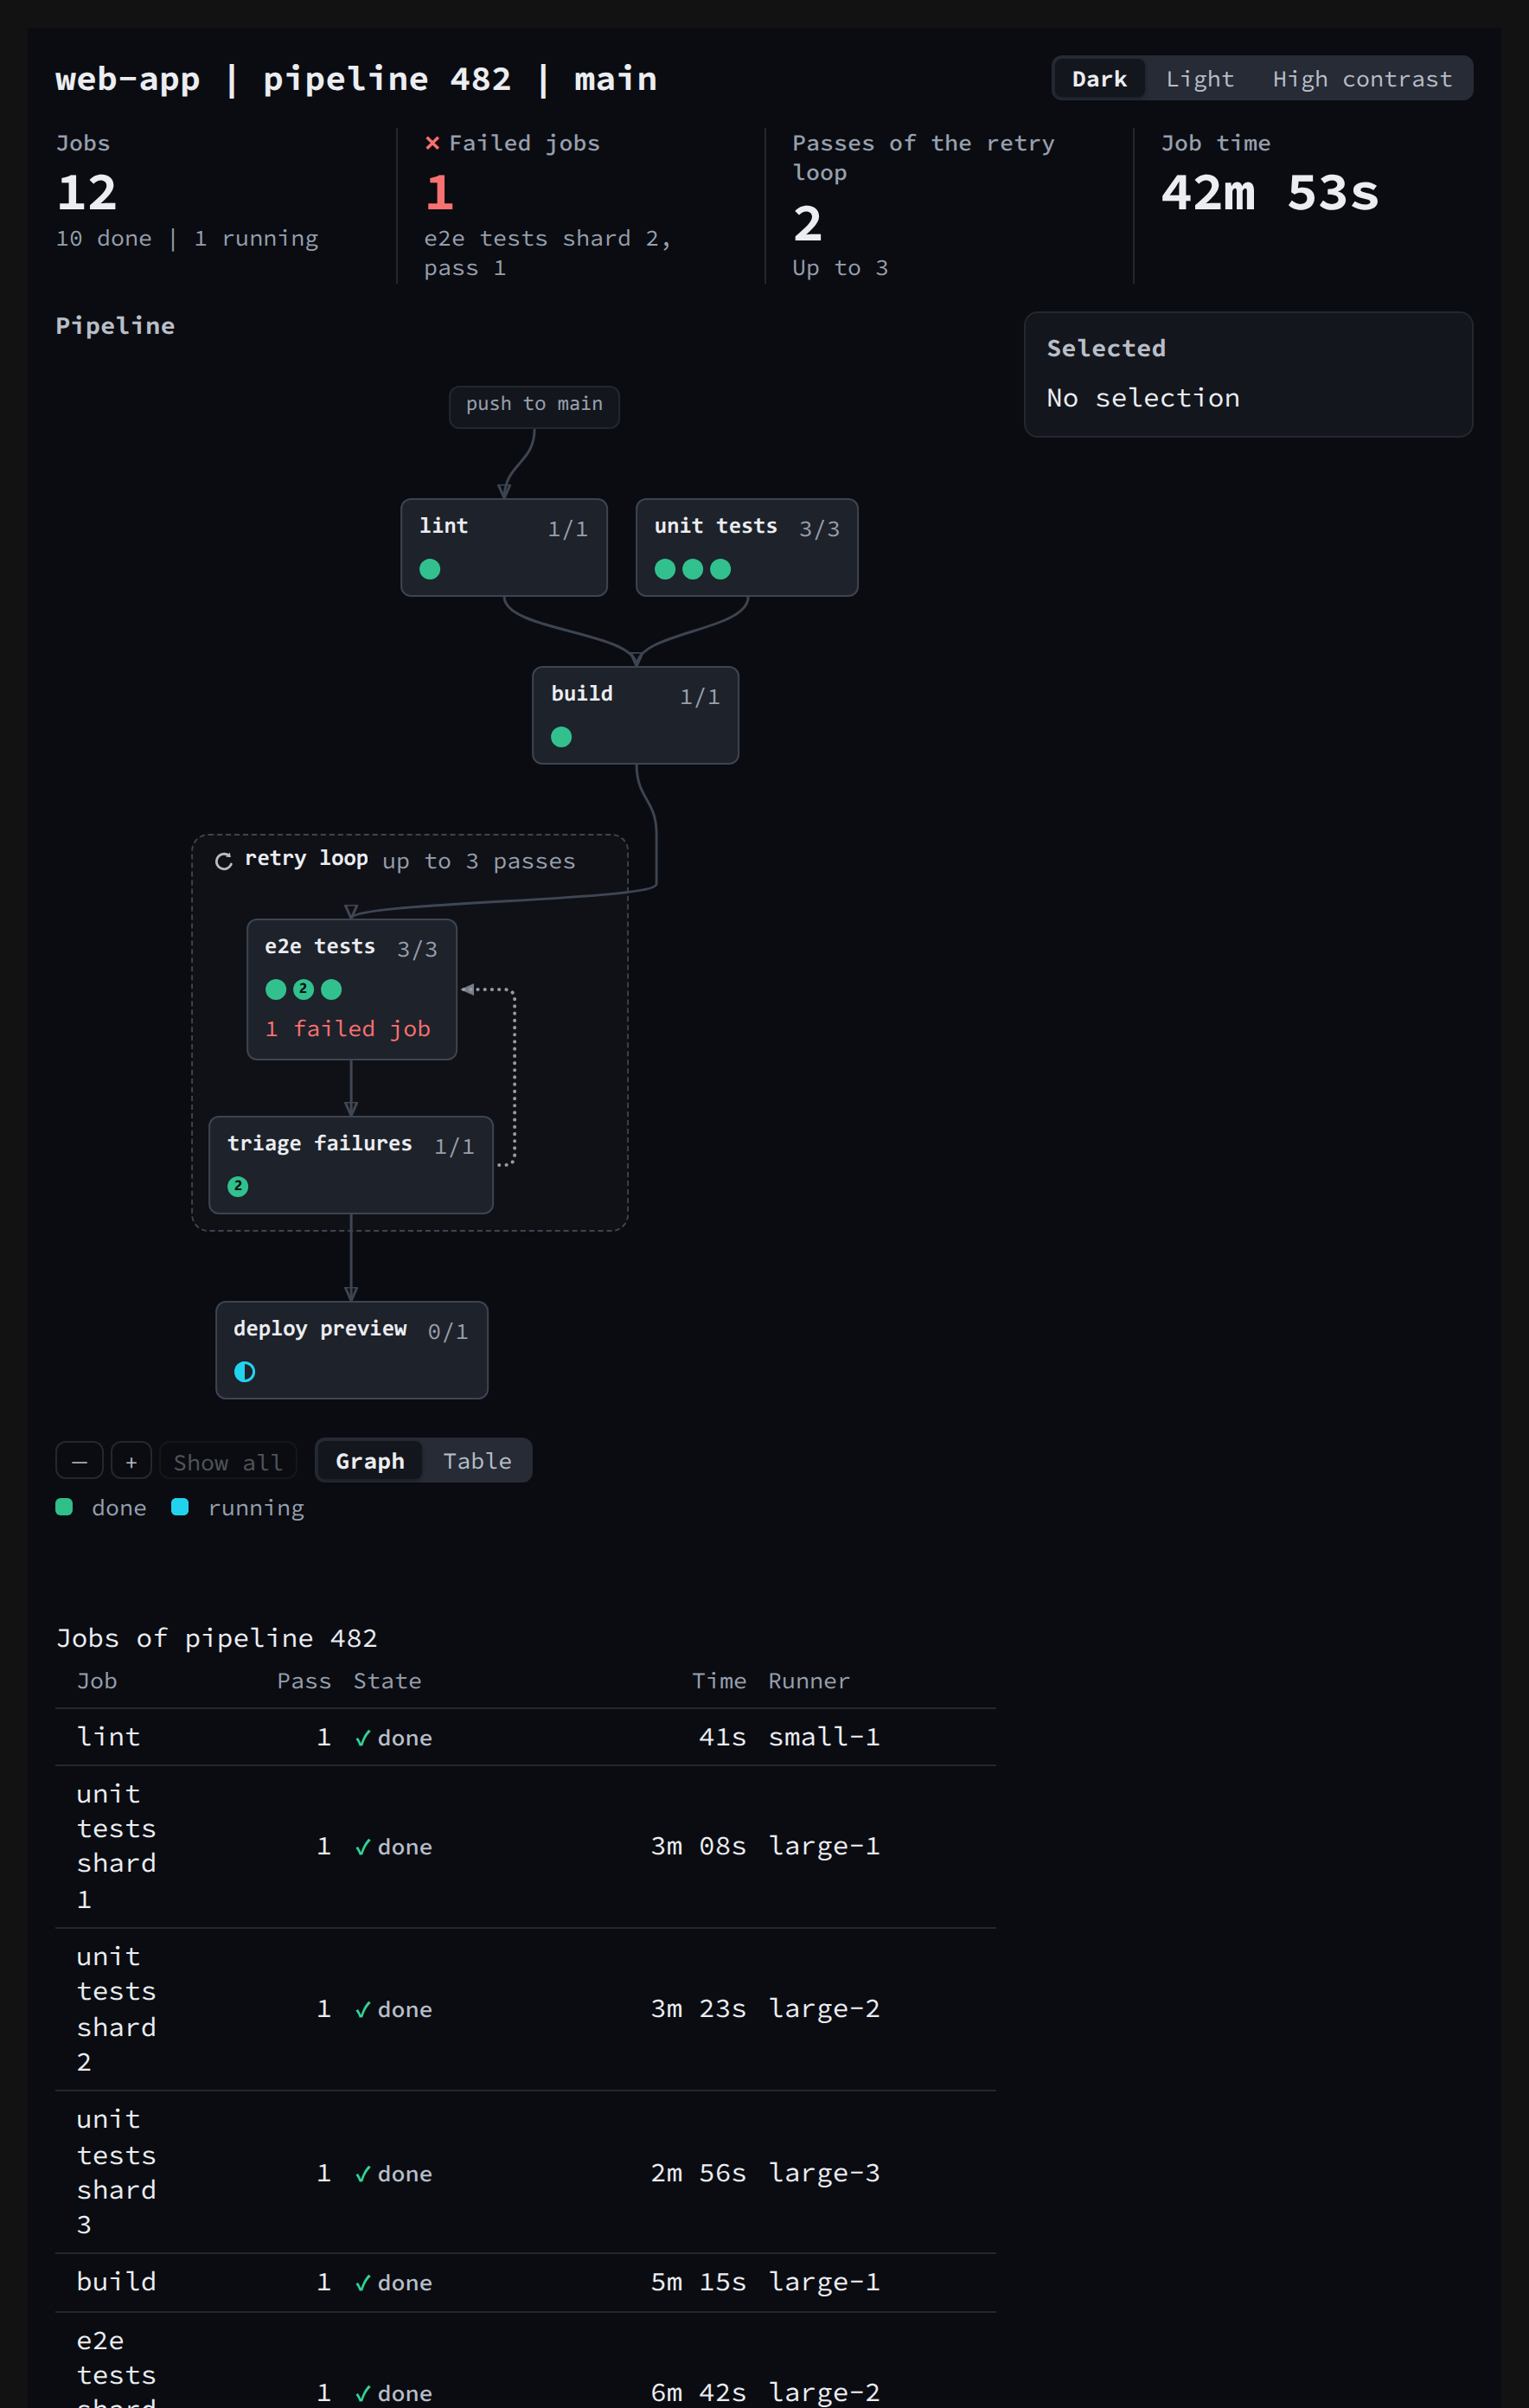 web-app | pipeline 482 | main
Dark Light High contrast
Jobs
12
10 done | 1 running
× Failed jobs
1
e2e tests shard 2,
pass 1
Passes of the retry
loop
2
Up to 3
Job time
42m 53s
Pipeline
Selected
No selection
push to main
lint 1/1
unit tests 3/3
build 1/1
retry loop up to 3 passes
e2e tests 3/3
2
1 failed job
triage failures 1/1
2
deploy preview 0/1
– + Show all Graph Table
done running
Jobs of pipeline 482
Job Pass State Time Runner
lint 1 ✓ done 41s small-1
unit
tests
shard
1
1 ✓ done 3m 08s large-1
unit
tests
shard
2
1 ✓ done 3m 23s large-2
unit
tests
shard
3
1 ✓ done 2m 56s large-3
build 1 ✓ done 5m 15s large-1
e2e
tests
shard
1 ✓ done 6m 42s large-2